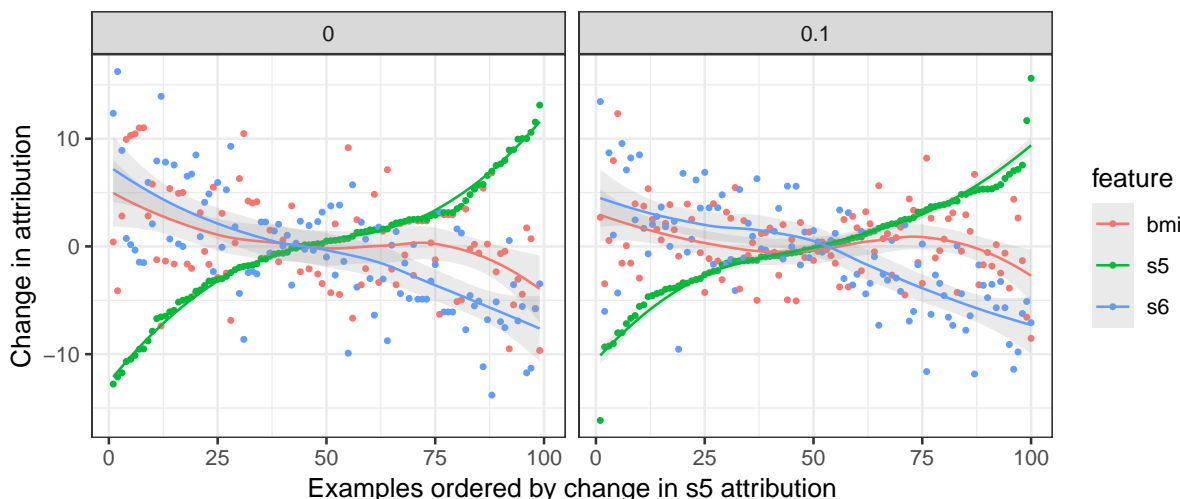 0
0.1
10
0
−10
Change in attribution
0
25
50
75
100
0
25
50
75
100
Examples ordered by change in s5 attribution
feature
bmi
s5
s6